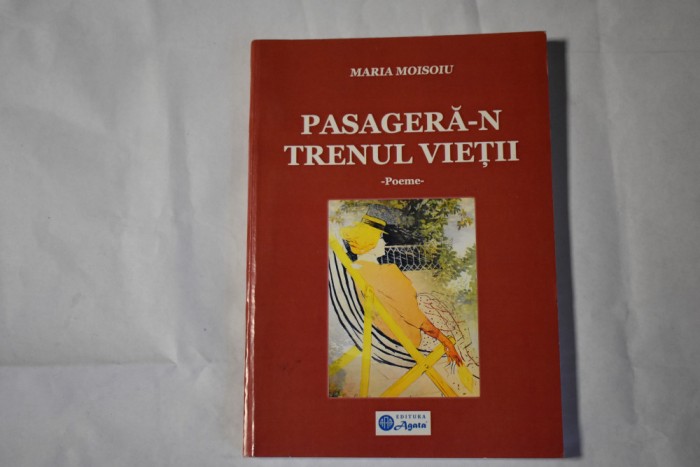 MARIA MOISOIU
PASAGERĂ-N
TRENUL VIEȚII
-Poeme-
EDITURA
Agata